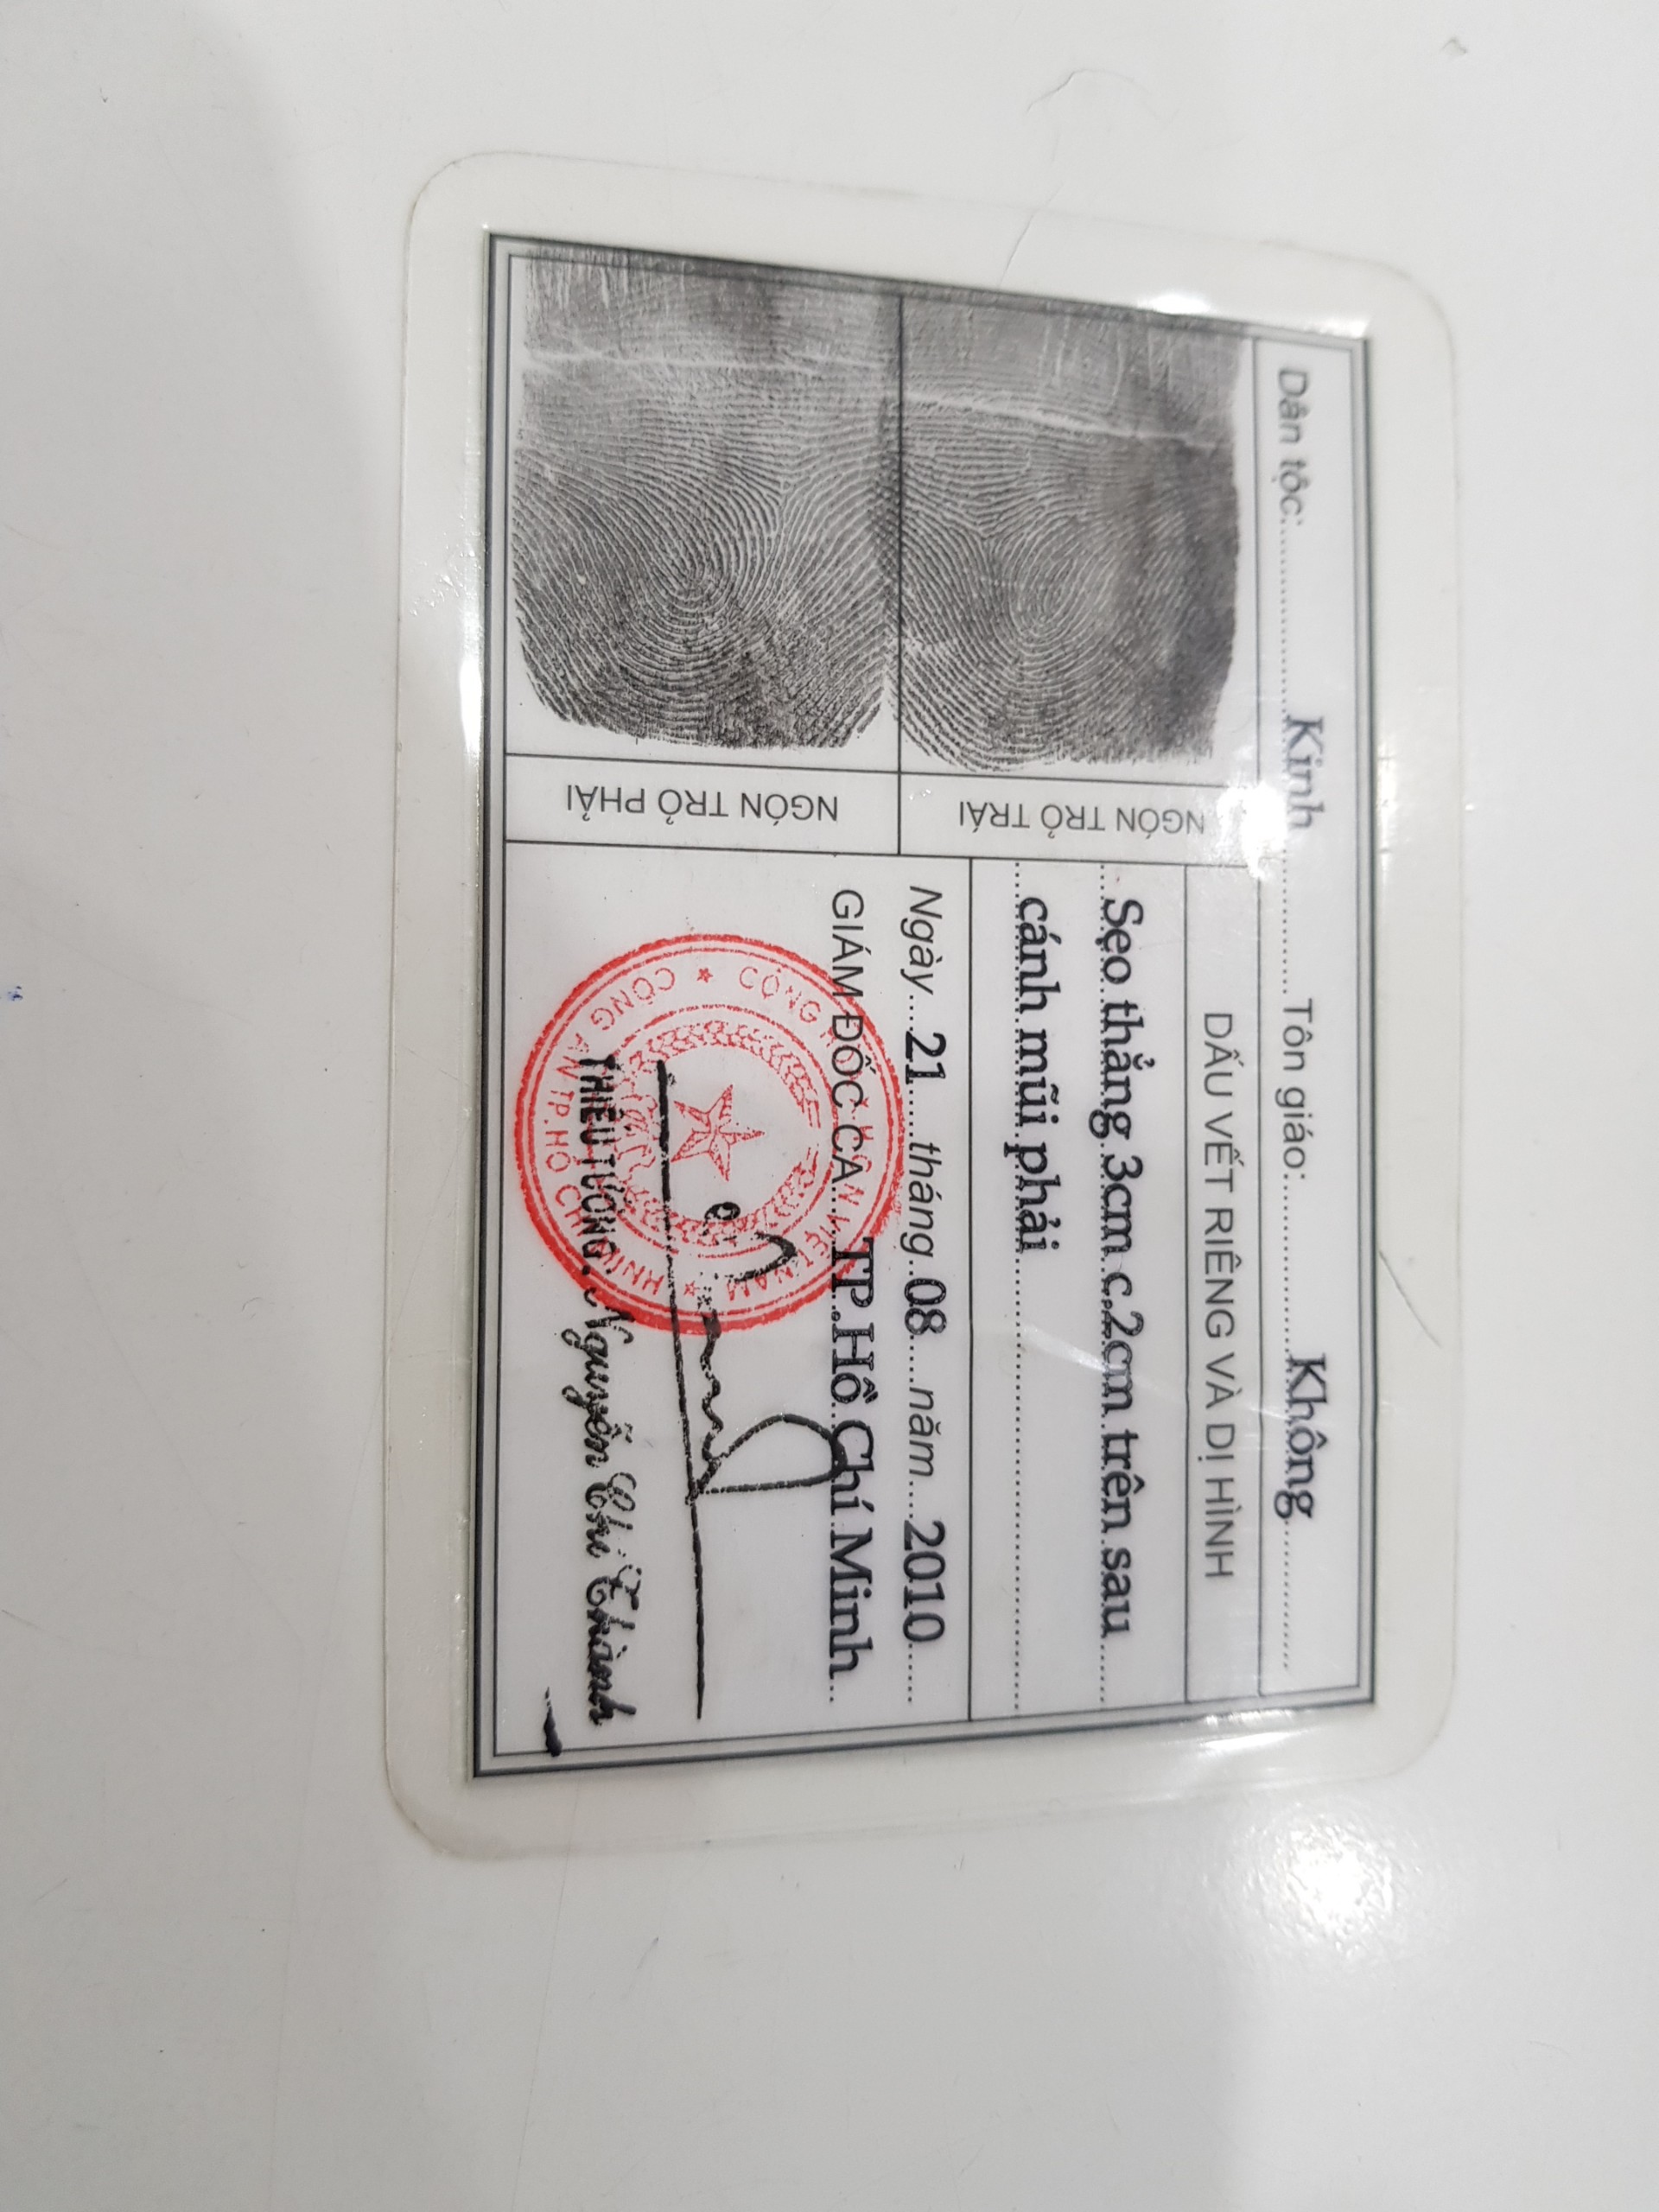 Dân tộc: Kinh Tôn giáo: Không
NGÓN TRỎ TRÁI
DẤU VẾT RIÊNG VÀ DỊ HÌNH
Sẹo thẳng 3cm c.2cm trên sau
cánh mũi phải
NGÓN TRỎ PHẢI
Ngày 21 tháng 08 năm 2010
GIÁM ĐỐC CA TP.Hồ Chí Minh
CỘNG HÒA X.H.C.N VIỆT NAM
CÔNG AN TP.HỒ CHÍ MINH
THIẾU TƯỚNG: Nguyễn Chí Thành